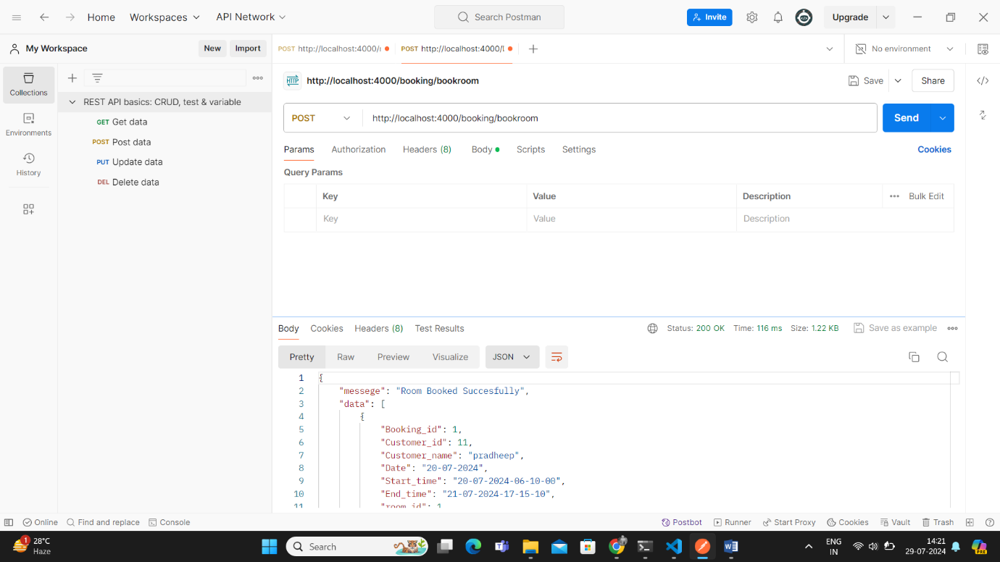 Home Workspaces API Network Search Postman Invite Upgrade
My Workspace New Import POST http://localhost:4000/ POST http://localhost:4000/ No environment
Collections
Environments
History
REST API basics: CRUD, test & variable
GET Get data
POST Post data
PUT Update data
DEL Delete data
HTTP http://localhost:4000/booking/bookroom Save Share
POST http://localhost:4000/booking/bookroom Send
Params Authorization Headers (8) Body Scripts Settings Cookies
Query Params
Key Value Description Bulk Edit
Key Value Description
Body Cookies Headers (8) Test Results Status: 200 OK Time: 116 ms Size: 1.22 KB Save as example
Pretty Raw Preview Visualize JSON
1 {
2 "messege": "Room Booked Succesfully",
3 "data": [
4 {
5 "Booking_id": 1,
6 "Customer_id": 11,
7 "Customer_name": "pradheep",
8 "Date": "20-07-2024",
9 "Start_time": "20-07-2024-06-10-00",
10 "End_time": "21-07-2024-17-15-10",
11 "room_id": 1
Online Find and replace Console Postbot Runner Start Proxy Cookies Vault Trash
1 28°C
Haze
Search
ENG
IN
14:21
29-07-2024
PRE